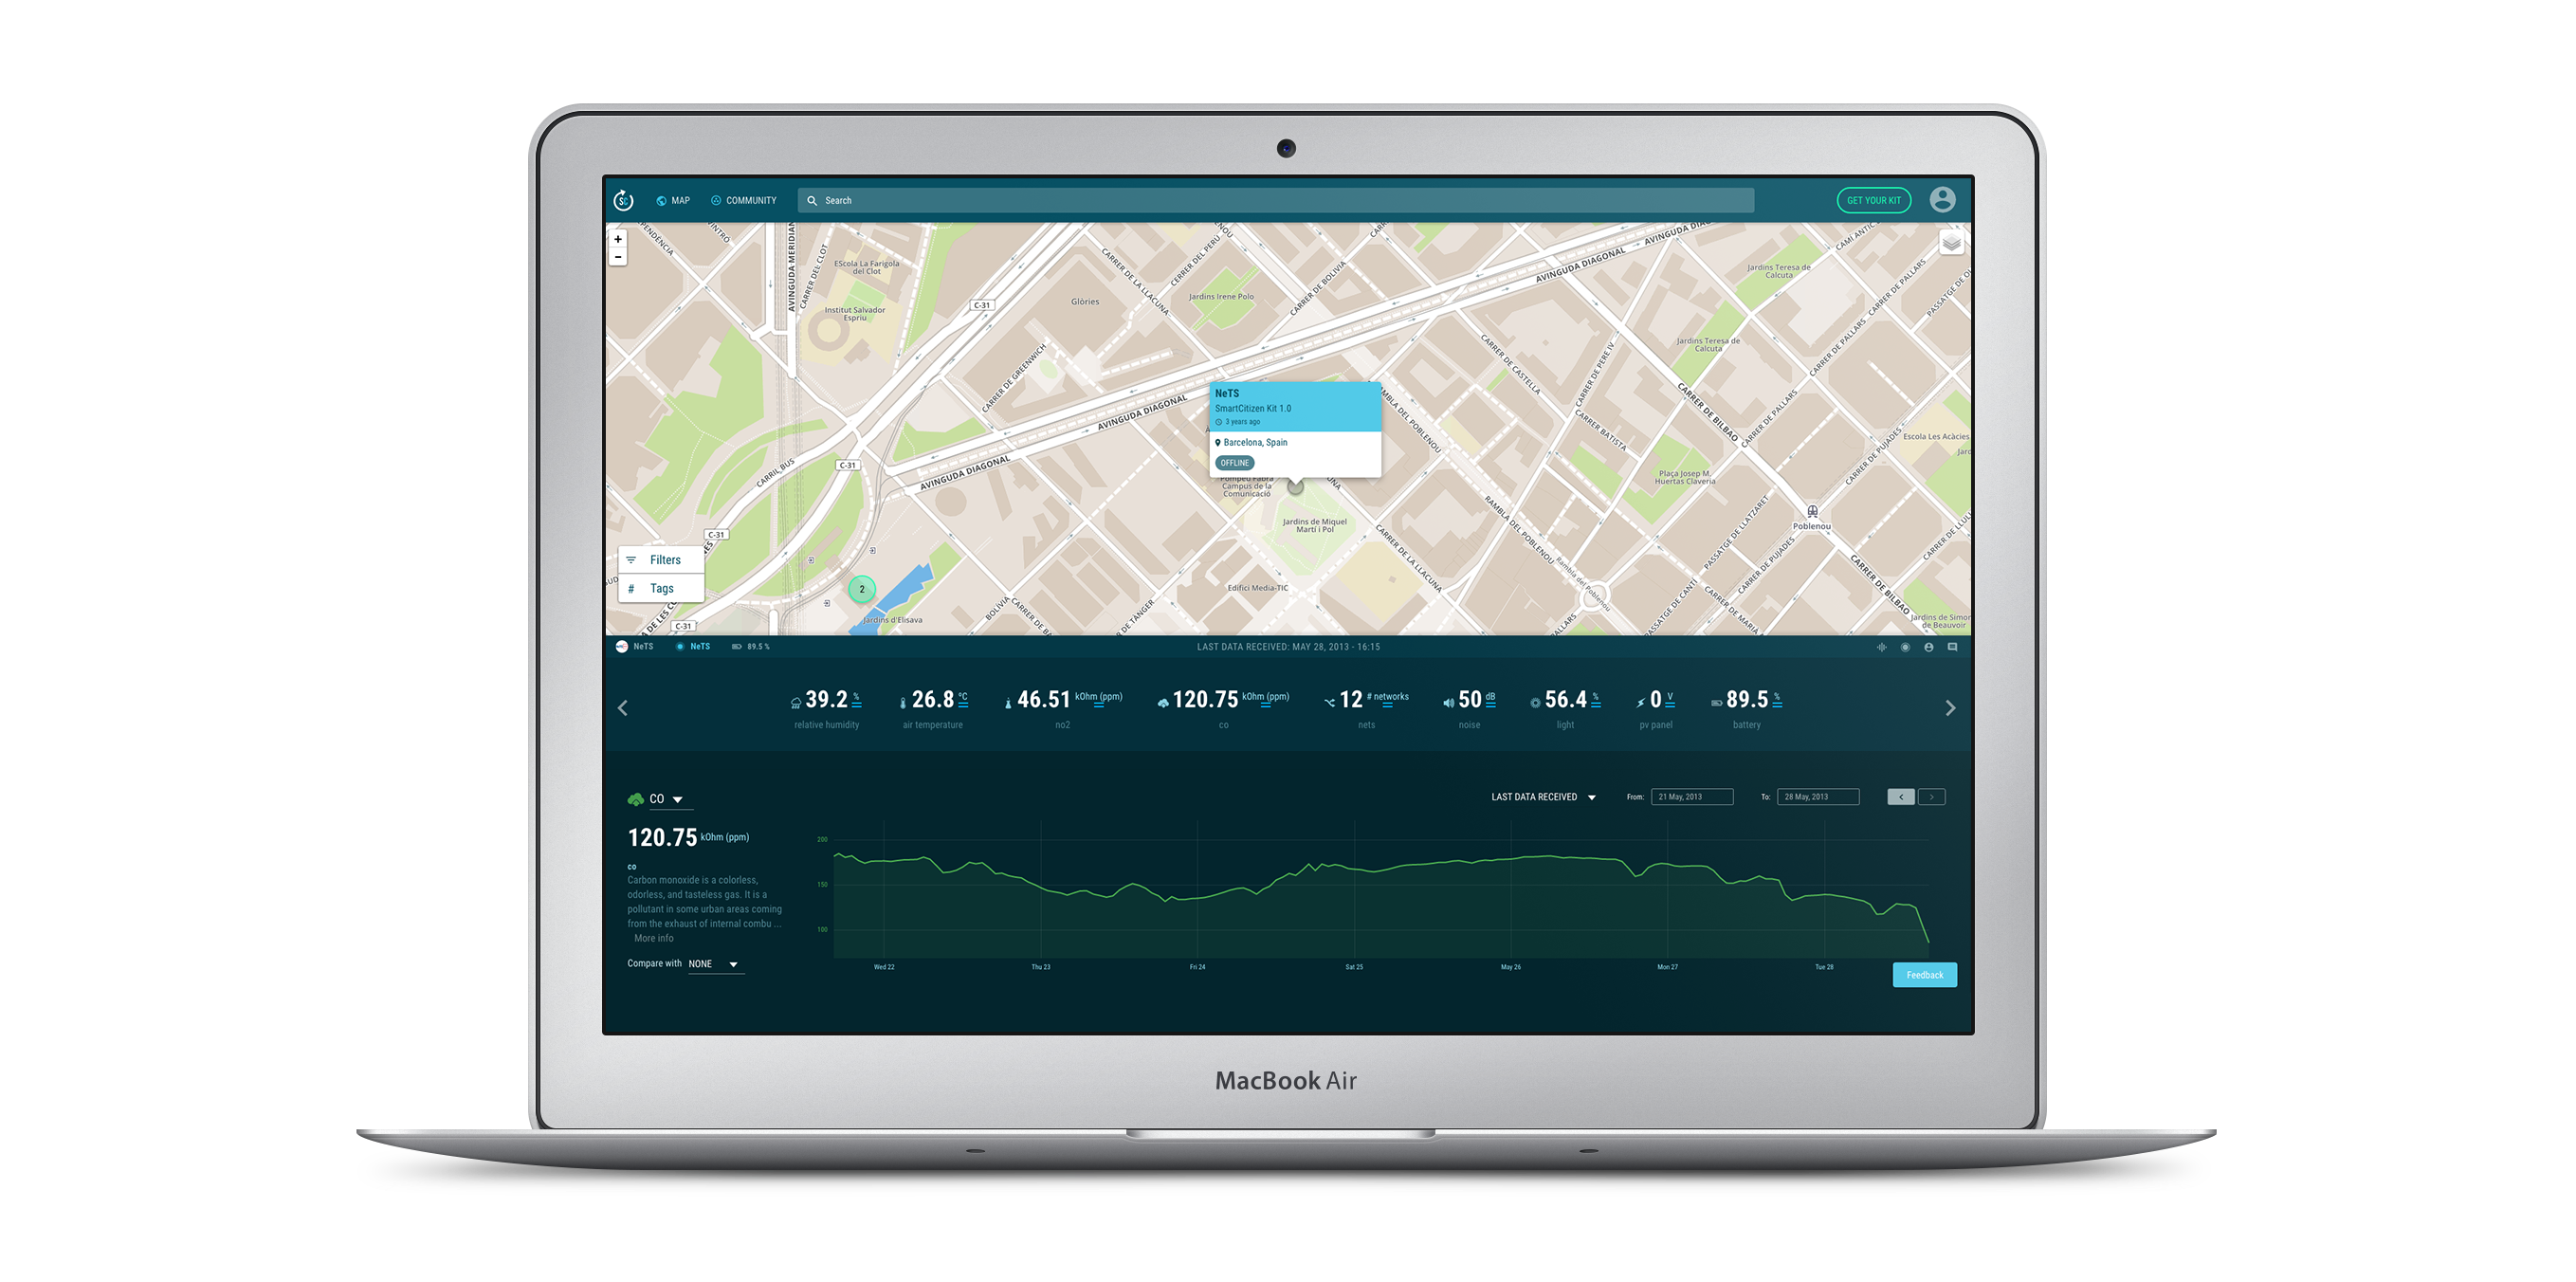 SC
MAP
COMMUNITY
Search
GET YOUR KIT
+
−
AVINGUDA MERIDIAN
CARRER DEL CLOT
EScola La Farigola
del Clot
Institut Salvador
Espriu
C-31
Glòries
CARRER DE LA LLACUNA
CARRER DE BOLIVIA
Jardins Irene Polo
AVINGUDA DIAGONAL
AVINGUDA DIAGONAL
Jardins Teresa de
Calcuta
CARRER DE PALLARS
Jardins Teresa de
Calcuta
CARRER DE PALLARS
CARRER DE GREENWICH
CARRER DE CASTELLA
CARRER DE PERE IV
CARRER BATISTA
CARRER DE BILBAO
CARRER DE PALLARS
CARRER DE PUJADES
Escola Les Acàcies
NeTS
SmartCitizen Kit 1.0
3 years ago
Barcelona, Spain
OFFLINE
AVINGUDA DIAGONAL
AVINGUDA DIAGONAL
RAMBLA DEL POBLENOU
C-31
CARRIL BUS
Pompeu Fabra
Campus de la
Comunicació
Plaça Josep M.
Huertas Claveria
Jardins de Miquel
Martí i Pol
RAMBLA DEL POBLENOU
PASSATGE DE LLATZARET
Poblenou
C-31
CARRER DE LA LLACUNA
Rambla del Poblenou
CARRER DE PUJADES
CARRER DE BILBAO
Filters
# Tags
2
Edifici Media-TIC
PASSATGE DE CANTI
CARRER DE MARIA
BOLIVIA
Jardins d'Elisava
C-31
Jardins de Simon
de Beauvoir
NeTS
NeTS
89.5 %
LAST DATA RECEIVED: MAY 28, 2013 - 16:15
39.2 %
relative humidity
26.8 ºC
air temperature
46.51 kOhm (ppm)
no2
120.75 kOhm (ppm)
co
12 # networks
nets
50 dB
noise
56.4 %
light
0 V
pv panel
89.5 %
battery
CO
LAST DATA RECEIVED
From: 21 May, 2013
To: 28 May, 2013
120.75 kOhm (ppm)
co
Carbon monoxide is a colorless,
odorless, and tasteless gas. It is a
pollutant in some urban areas coming
from the exhaust of internal combu ...
More info
Compare with NONE
200
150
100
Wed 22
Thu 23
Fri 24
Sat 25
May 26
Mon 27
Tue 28
Feedback
MacBook Air